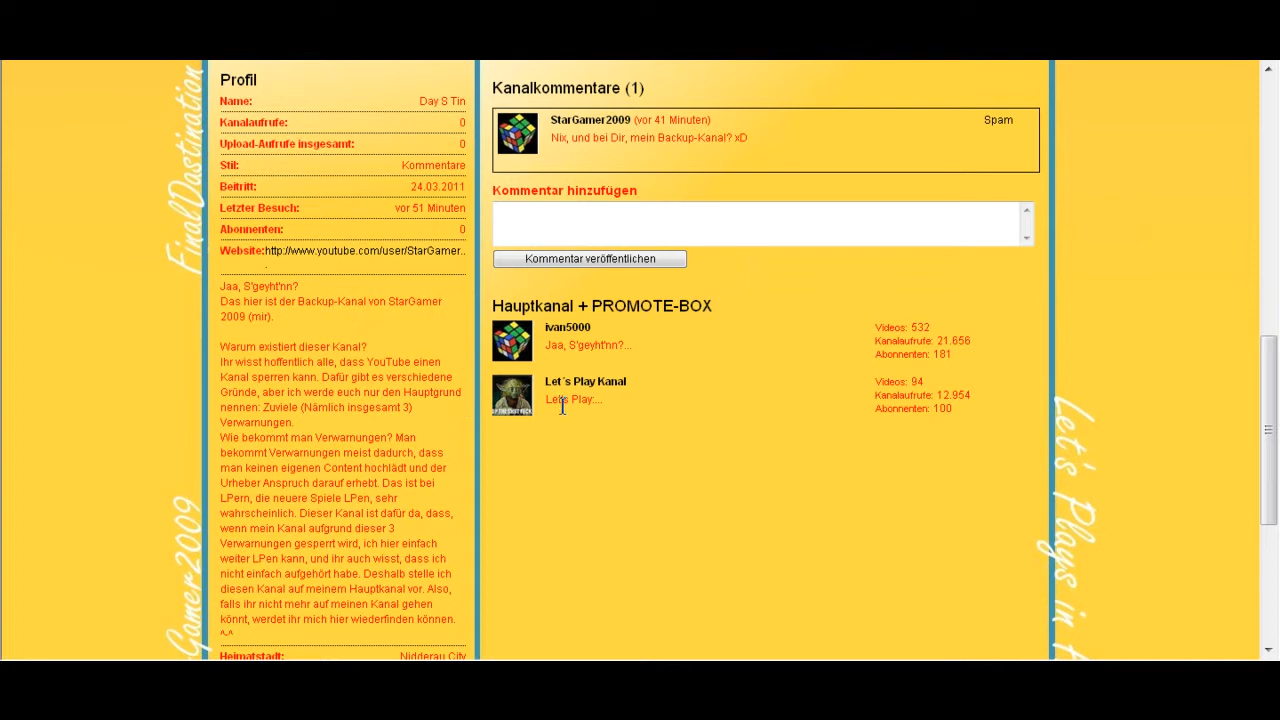 FinalDastination
Gamer2009
Profil
Name: Day S Tin
Kanalaufrufe: 0
Upload-Aufrufe insgesamt: 0
Stil: Kommentare
Beitritt: 24.03.2011
Letzter Besuch: vor 51 Minuten
Abonnenten: 0
Website: http://www.youtube.com/user/StarGamer..
.
Jaa, S'geyht'nn?
Das hier ist der Backup-Kanal von StarGamer
2009 (mir).
Warum existiert dieser Kanal?
Ihr wisst hoffentlich alle, dass YouTube einen
Kanal sperren kann. Dafür gibt es verschiedene
Gründe, aber ich werde euch nur den Hauptgrund
nennen: Zuviele (Nämlich insgesamt 3)
Verwarnungen.
Wie bekommt man Verwarnungen? Man
bekommt Verwarnungen meist dadurch, dass
man keinen eigenen Content hochlädt und der
Urheber Anspruch darauf erhebt. Das ist bei
LPern, die neuere Spiele LPen, sehr
wahrscheinlich. Dieser Kanal ist dafür da, dass,
wenn mein Kanal aufgrund dieser 3
Verwarnungen gesperrt wird, ich hier einfach
weiter LPen kann, und ihr auch wisst, dass ich
nicht einfach aufgehört habe. Deshalb stelle ich
diesen Kanal auf meinem Hauptkanal vor. Also,
falls ihr nicht mehr auf meinen Kanal gehen
könnt, werdet ihr mich hier wiederfinden können.
^-^
Heimatstadt: Nidderau City
Kanalkommentare (1)
StarGamer2009 (vor 41 Minuten) Spam
Nix, und bei Dir, mein Backup-Kanal? xD
Kommentar hinzufügen
Kommentar veröffentlichen
Hauptkanal + PROMOTE-BOX
ivan5000
Jaa, S'geyht'nn?...
Videos: 532
Kanalaufrufe: 21.656
Abonnenten: 181
Let´s Play Kanal
Let's Play:...
Videos: 94
Kanalaufrufe: 12.954
Abonnenten: 100
Let's Plays in